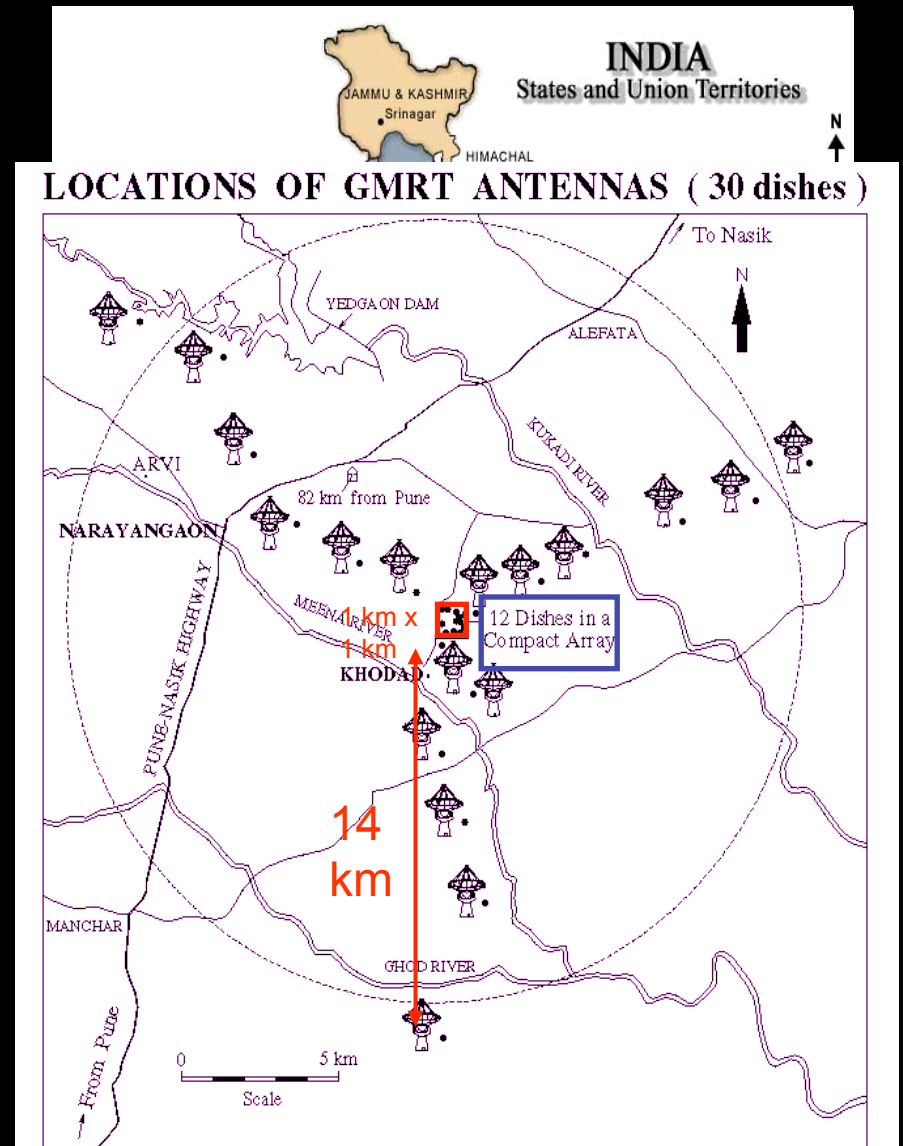 INDIA
States and Union Territories
JAMMU & KASHMIR
Srinagar
N
HIMACHAL
LOCATIONS OF GMRT ANTENNAS ( 30 dishes )
To Nasik
N
YEDGAON DAM
ALEFATA
KUKADI RIVER
ARVI
82 km from Pune
NARAYANGAON
PUNE-NASIK HIGHWAY
MEENA RIVER
1 km x
1 km
12 Dishes in a
Compact Array
KHODAD
14
km
MANCHAR
GHOD RIVER
From Pune
0 5 km
Scale